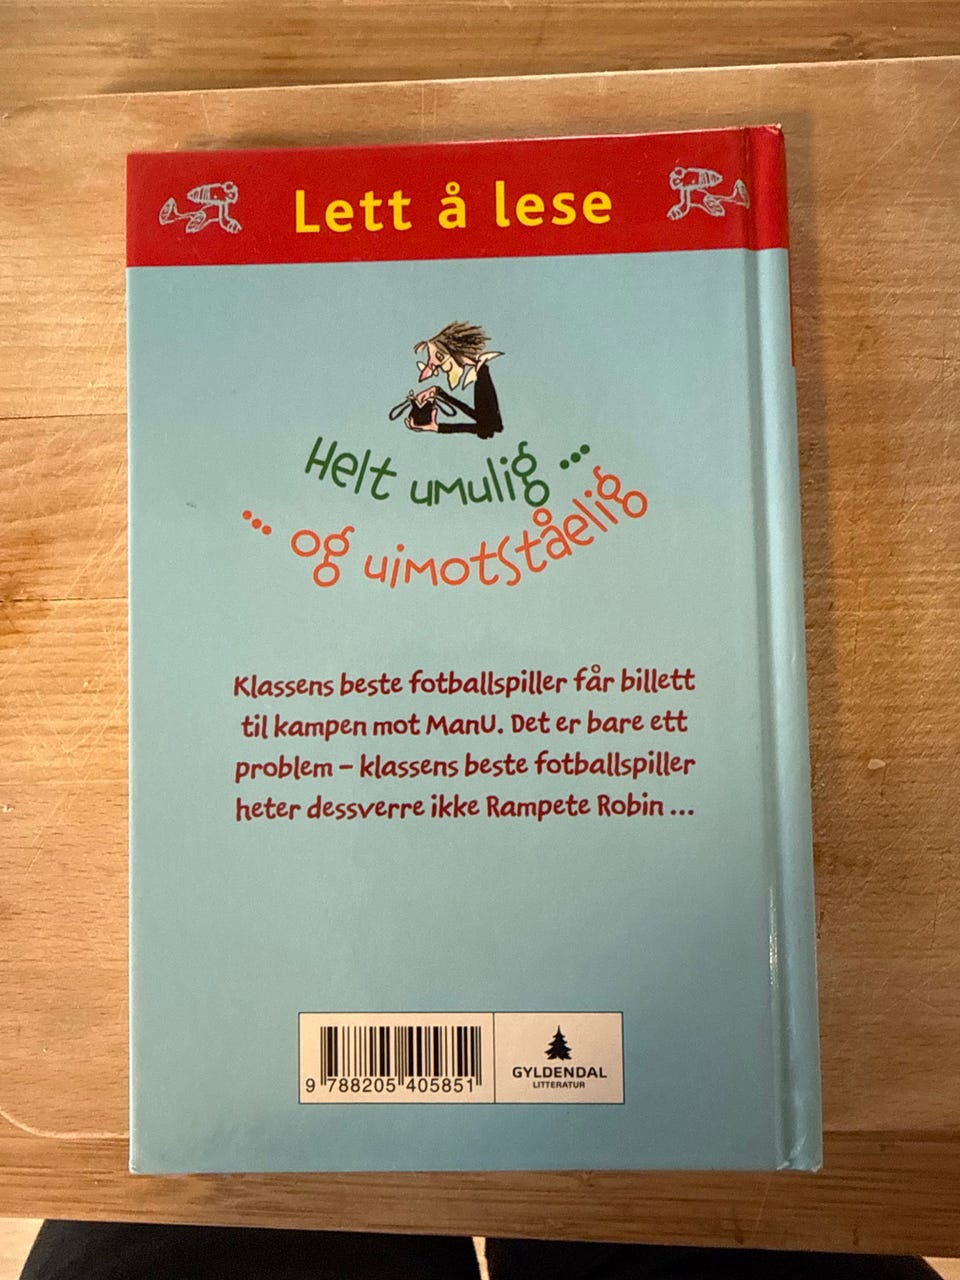 Lett å lese
Helt umulig ...
... og uimotståelig
Klassens beste fotballspiller får billett
til kampen mot ManU. Det er bare ett
problem – klassens beste fotballspiller
heter dessverre ikke Rampete Robin ...
9 788205 405851
GYLDENDAL
LITTERATUR